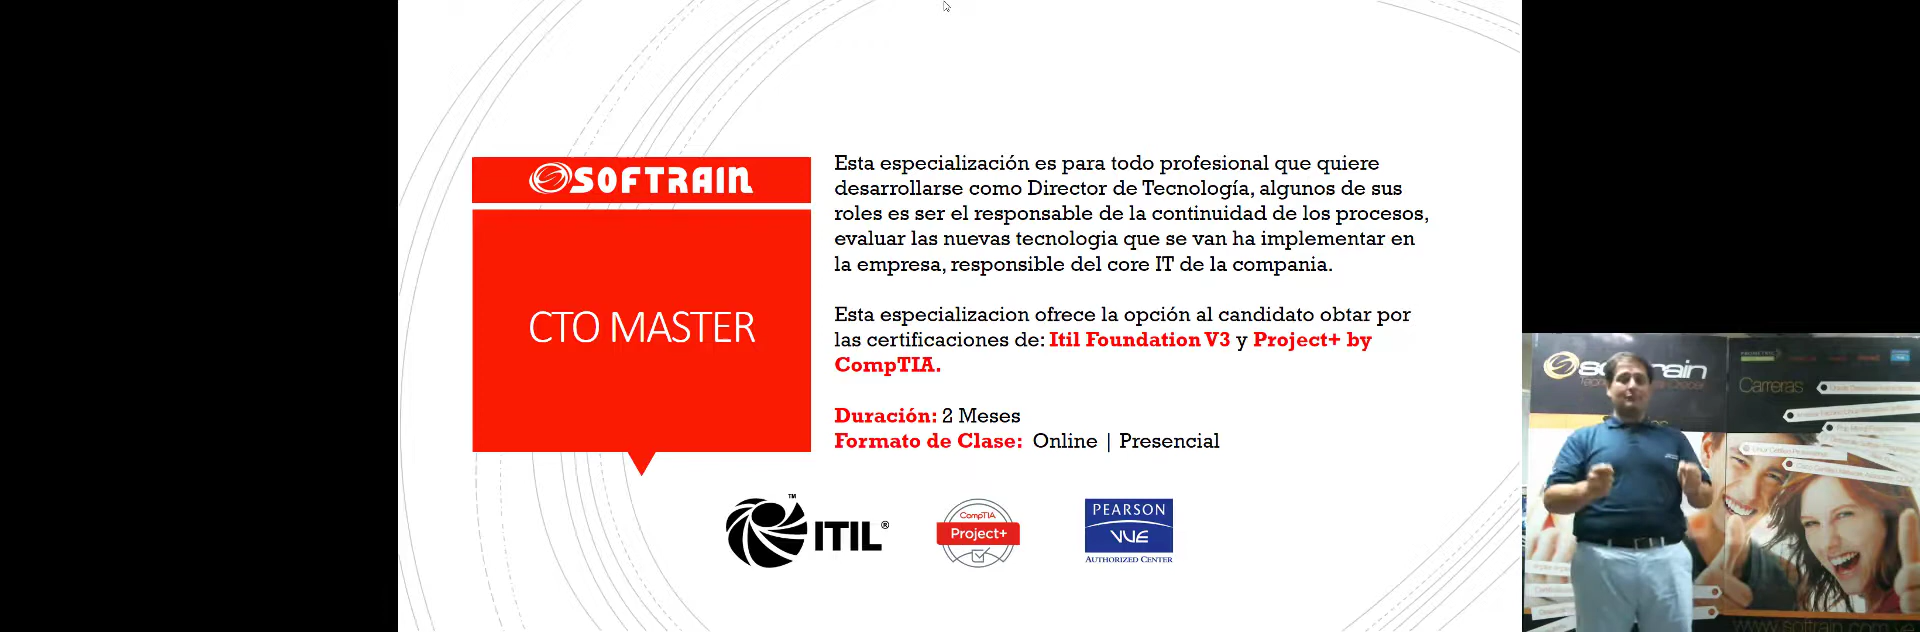 SOFTRAIN
CTO MASTER
Esta especialización es para todo profesional que quiere
desarrollarse como Director de Tecnología, algunos de sus
roles es ser el responsable de la continuidad de los procesos,
evaluar las nuevas tecnologia que se van ha implementar en
la empresa, responsible del core IT de la compania.
Esta especializacion ofrece la opción al candidato obtar por
las certificaciones de: Itil Foundation V3 y Project+ by
CompTIA.
Duración: 2 Meses
Formato de Clase: Online | Presencial
ITIL®
™
CompTIA
Project+
PEARSON
VUE
AUTHORIZED CENTER
Carreras